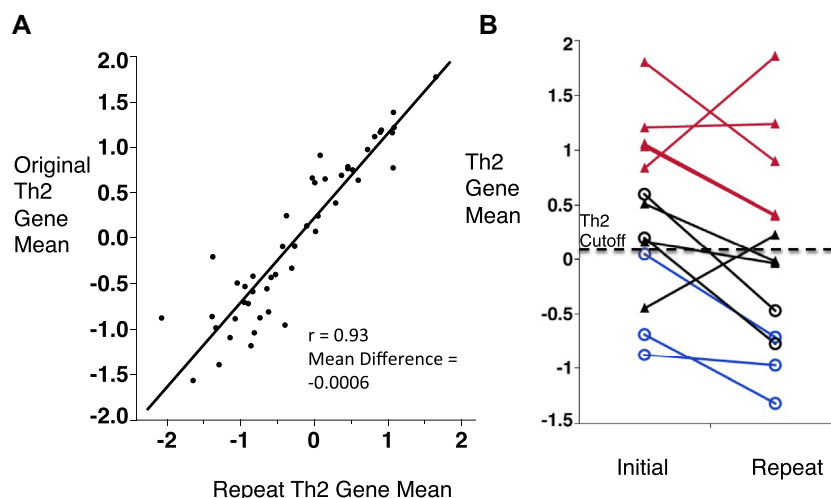 A
2.0
1.5
1.0
0.5
0.0
-0.5
-1.0
-1.5
-2.0
Original
Th2
Gene
Mean
r = 0.93
Mean Difference =
-0.0006
-2
-1
0
1
2
Repeat Th2 Gene Mean
B
2
1.5
1
0.5
0
-0.5
-1
-1.5
Th2
Gene
Mean
Th2
Cutoff
Initial
Repeat